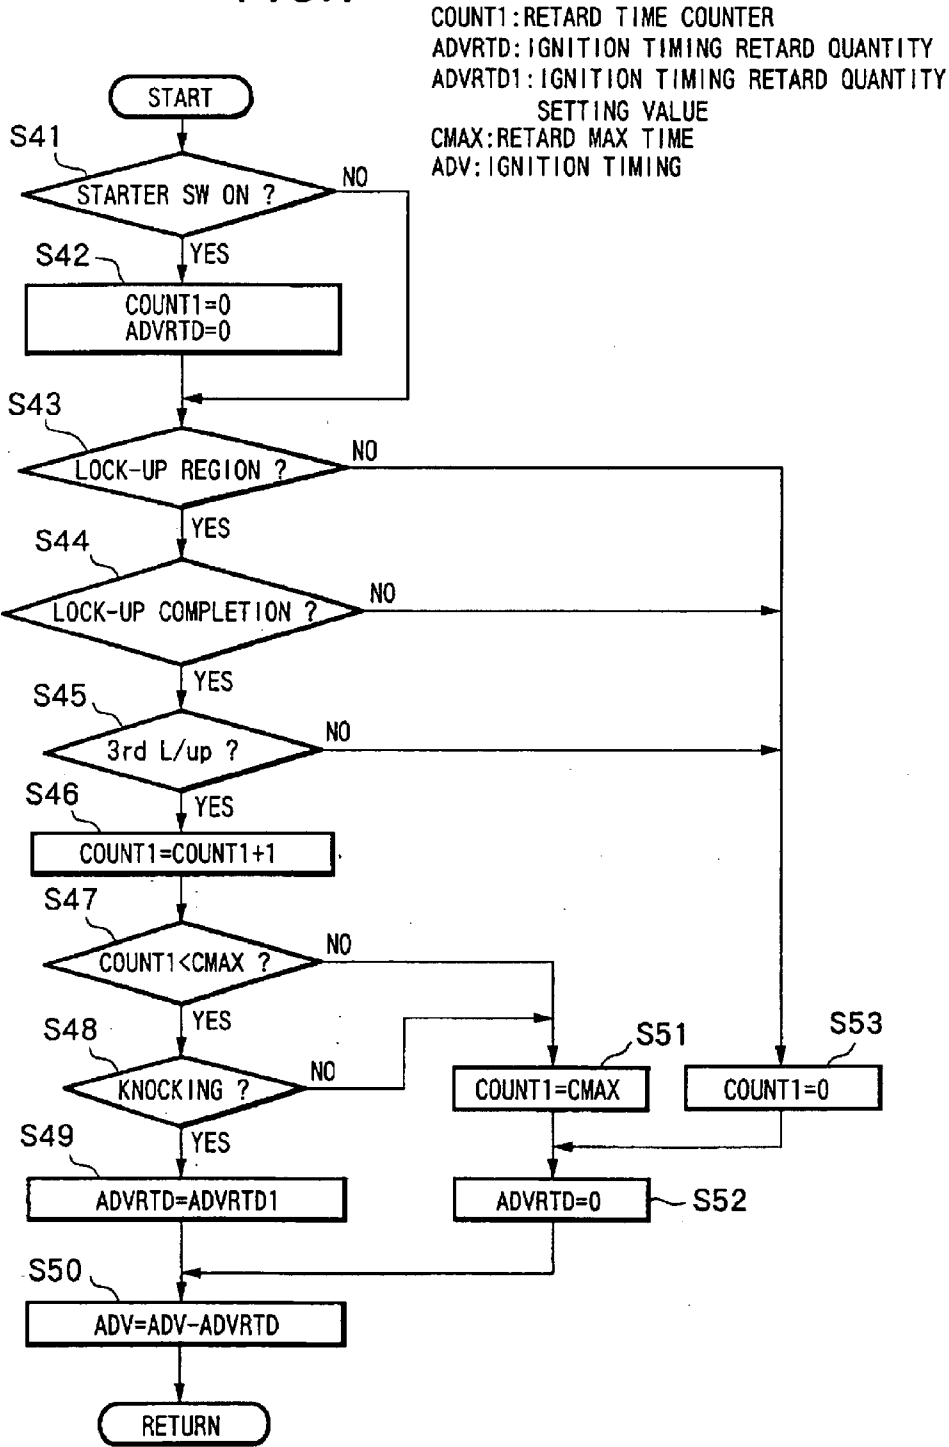 COUNT1:RETARD TIME COUNTER
ADVRTD:IGNITION TIMING RETARD QUANTITY
ADVRTD1:IGNITION TIMING RETARD QUANTITY
SETTING VALUE
CMAX:RETARD MAX TIME
ADV:IGNITION TIMING
START
S41
STARTER SW ON ?
NO
YES
S42
COUNT1=0
ADVRTD=0
S43
LOCK-UP REGION ?
NO
YES
S44
LOCK-UP COMPLETION ?
NO
YES
S45
3rd L/up ?
NO
YES
S46
COUNT1=COUNT1+1
S47
COUNT1<CMAX ?
NO
YES
S48
KNOCKING ?
NO
YES
S51
COUNT1=CMAX
S53
COUNT1=0
S49
ADVRTD=ADVRTD1
ADVRTD=0
S52
S50
ADV=ADV-ADVRTD
RETURN